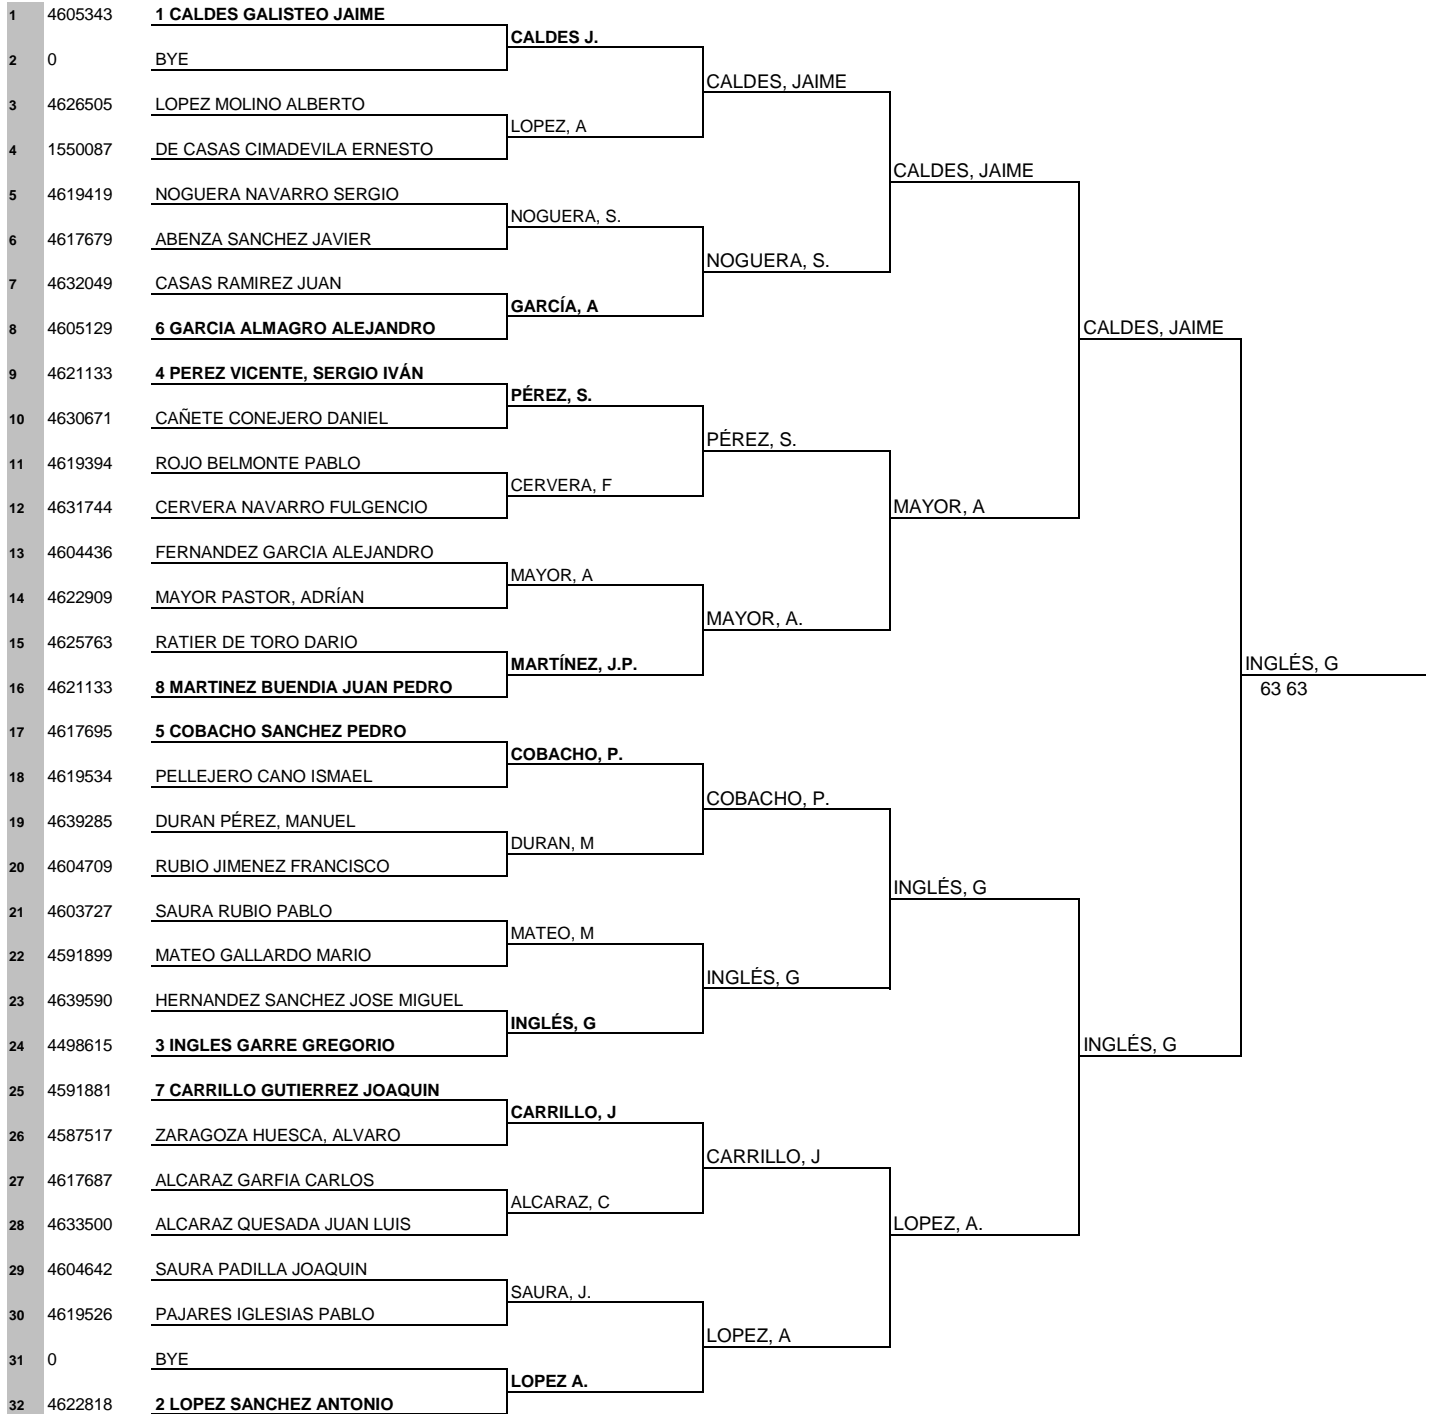 1 4605343 1 CALDES GALISTEO JAIME
CALDES J.
2 0 BYE
CALDES, JAIME
3 4626505 LOPEZ MOLINO ALBERTO
LOPEZ, A
4 1550087 DE CASAS CIMADEVILA ERNESTO
CALDES, JAIME
5 4619419 NOGUERA NAVARRO SERGIO
NOGUERA, S.
6 4617679 ABENZA SANCHEZ JAVIER
NOGUERA, S.
7 4632049 CASAS RAMIREZ JUAN
GARCÍA, A
8 4605129 6 GARCIA ALMAGRO ALEJANDRO
CALDES, JAIME
9 4621133 4 PEREZ VICENTE, SERGIO IVÁN
PÉREZ, S.
10 4630671 CAÑETE CONEJERO DANIEL
PÉREZ, S.
11 4619394 ROJO BELMONTE PABLO
CERVERA, F
12 4631744 CERVERA NAVARRO FULGENCIO
MAYOR, A
13 4604436 FERNANDEZ GARCIA ALEJANDRO
MAYOR, A
14 4622909 MAYOR PASTOR, ADRÍAN
MAYOR, A.
15 4625763 RATIER DE TORO DARIO
MARTÍNEZ, J.P.
INGLÉS, G
16 4621133 8 MARTINEZ BUENDIA JUAN PEDRO
63 63
17 4617695 5 COBACHO SANCHEZ PEDRO
COBACHO, P.
18 4619534 PELLEJERO CANO ISMAEL
COBACHO, P.
19 4639285 DURAN PÉREZ, MANUEL
DURAN, M
20 4604709 RUBIO JIMENEZ FRANCISCO
INGLÉS, G
21 4603727 SAURA RUBIO PABLO
MATEO, M
22 4591899 MATEO GALLARDO MARIO
INGLÉS, G
23 4639590 HERNANDEZ SANCHEZ JOSE MIGUEL
INGLÉS, G
24 4498615 3 INGLES GARRE GREGORIO
INGLÉS, G
25 4591881 7 CARRILLO GUTIERREZ JOAQUIN
CARRILLO, J
26 4587517 ZARAGOZA HUESCA, ALVARO
CARRILLO, J
27 4617687 ALCARAZ GARFIA CARLOS
ALCARAZ, C
28 4633500 ALCARAZ QUESADA JUAN LUIS
LOPEZ, A.
29 4604642 SAURA PADILLA JOAQUIN
SAURA, J.
30 4619526 PAJARES IGLESIAS PABLO
LOPEZ, A
31 0 BYE
LOPEZ A.
32 4622818 2 LOPEZ SANCHEZ ANTONIO